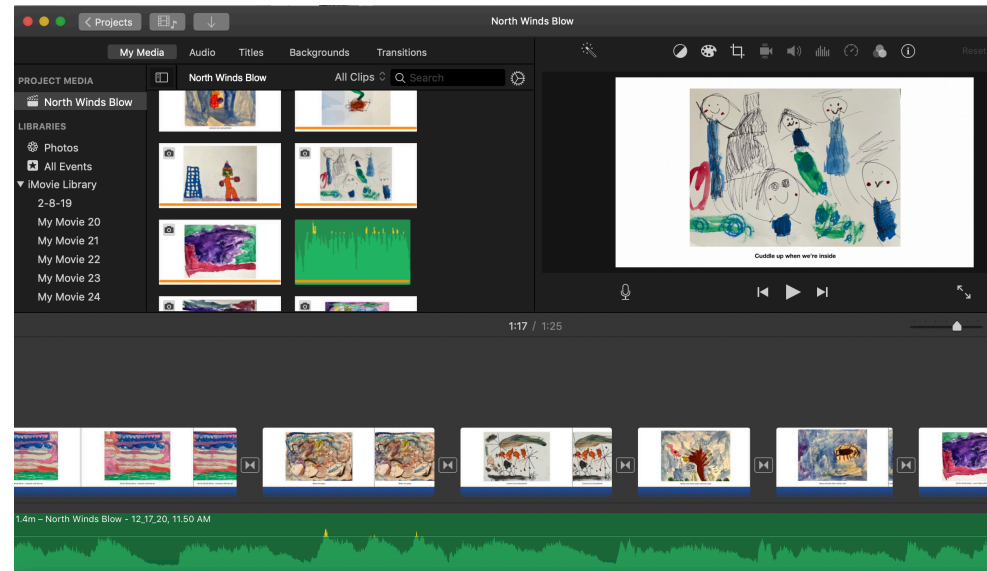 Projects
North Winds Blow
My Media
Audio
Titles
Backgrounds
Transitions
Reset
PROJECT MEDIA
North Winds Blow
All Clips
Search
North Winds Blow
LIBRARIES
Photos
All Events
iMovie Library
2-8-19
My Movie 20
My Movie 21
My Movie 22
My Movie 23
My Movie 24
Cuddle up when we're inside
1:17 / 1:25
1.4m – North Winds Blow - 12_17_20, 11.50 AM